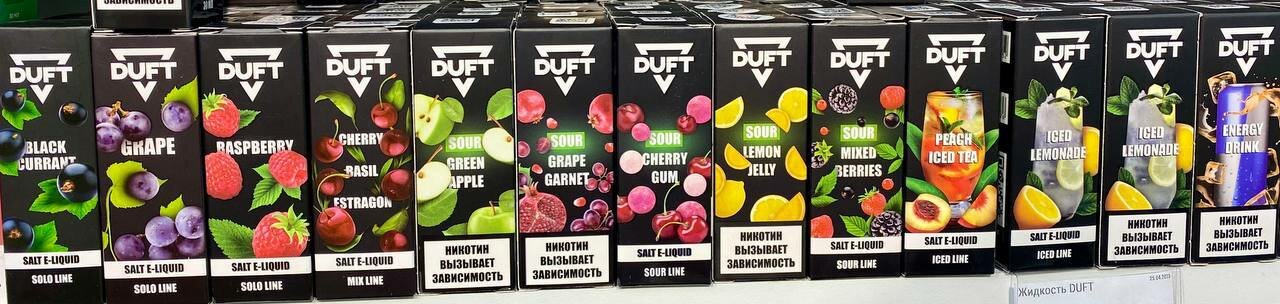 ЗАВИСИМОСТЬ
DUFT
BLACK
CURRANT
SALT E-LIQUID
SOLO LINE
DUFT
GRAPE
SALT E-LIQUID
SOLO LINE
DUFT
RASPBERRY
SALT E-LIQUID
SOLO LINE
DUFT
CHERRY
BASIL
ESTRAGON
SALT E-LIQUID
MIX LINE
DUFT
SOUR
GREEN
APPLE
НИКОТИН
ВЫЗЫВАЕТ
ЗАВИСИМОСТЬ
DUFT
SOUR
GRAPE
GARNET
НИКОТИН
ВЫЗЫВАЕТ
ЗАВИСИМОСТЬ
DUFT
SOUR
CHERRY
GUM
SALT E-LIQUID
SOUR LINE
DUFT
SOUR
LEMON
JELLY
НИКОТИН
ВЫЗЫВАЕТ
ЗАВИСИМОСТЬ
DUFT
SOUR
MIXED
BERRIES
SALT E-LIQUID
SOUR LINE
DUFT
PEACH
ICED TEA
SALT E-LIQUID
ICED LINE
DUFT
ICED
LEMONADE
SALT E-LIQUID
ICED LINE
DUFT
ICED
LEMONADE
НИКОТИН
ВЫЗЫВАЕТ
ЗАВИСИМОСТЬ
DUFT
ENERGY
DRINK
НИКОТИН
ВЫЗЫВАЕТ
ЗАВИСИМОСТЬ
Жидкость DUFT